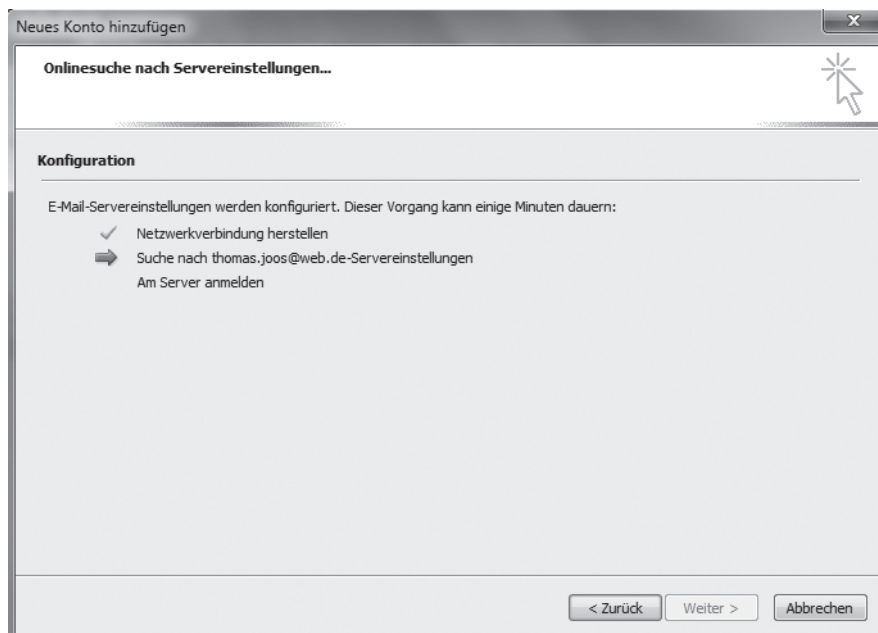 Neues Konto hinzufügen
Onlinesuche nach Servereinstellungen...
Konfiguration
E-Mail-Servereinstellungen werden konfiguriert. Dieser Vorgang kann einige Minuten dauern:
Netzwerkverbindung herstellen
Suche nach thomas.joos@web.de-Servereinstellungen
Am Server anmelden
< Zurück
Weiter >
Abbrechen